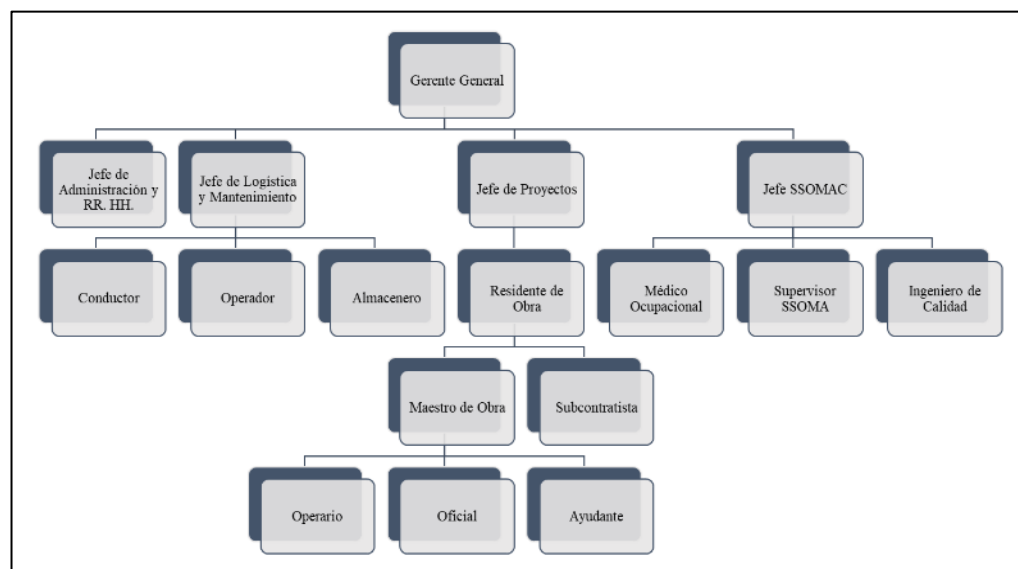 Gerente General
Jefe de
Administración y
RR. HH.
Jefe de Logística
y Mantenimiento
Jefe de Proyectos
Jefe SSOMAC
Conductor
Operador
Almacenero
Residente de
Obra
Médico
Ocupacional
Supervisor
SSOMA
Ingeniero de
Calidad
Maestro de Obra
Subcontratista
Operario
Oficial
Ayudante